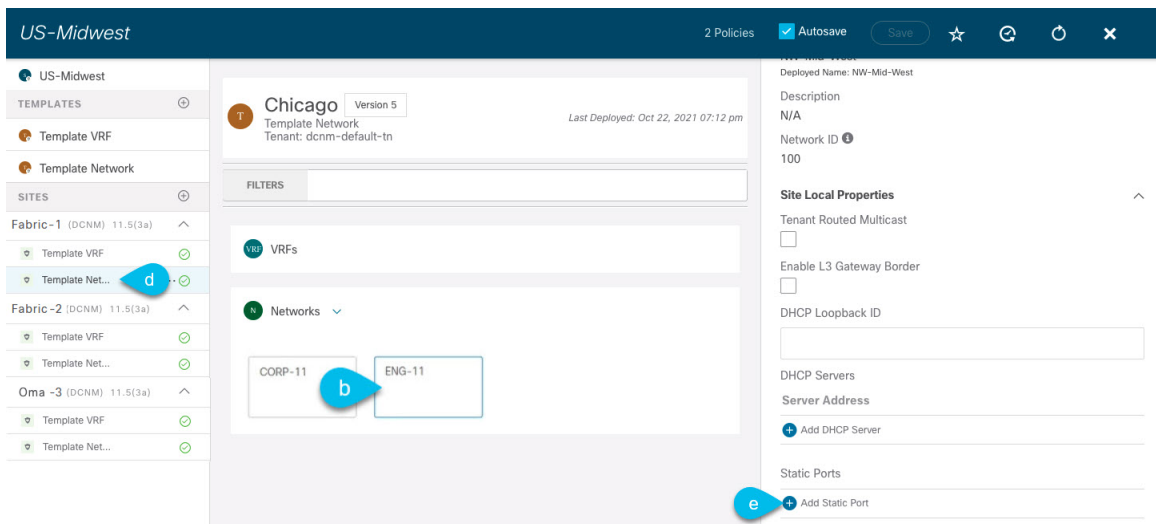 US-Midwest
2 Policies
Autosave
Save
US-Midwest
TEMPLATES
T
Template VRF
Template Network
SITES
Fabric-1 (DCNM) 11.5(3a)
Template VRF
Template Net...
d
Fabric-2 (DCNM) 11.5(3a)
Template VRF
Template Net...
Oma -3 (DCNM) 11.5(3a)
Template VRF
Template Net...
Chicago
Version 5
Template Network
Tenant: dcnm-default-tn
Last Deployed: Oct 22, 2021 07:12 pm
FILTERS
VRF VRFs
N Networks
CORP-11
b
ENG-11
NW-Mid-West
Deployed Name: NW-Mid-West
Description
N/A
Network ID
100
Site Local Properties
Tenant Routed Multicast
Enable L3 Gateway Border
DHCP Loopback ID
DHCP Servers
Server Address
Add DHCP Server
Static Ports
e
Add Static Port